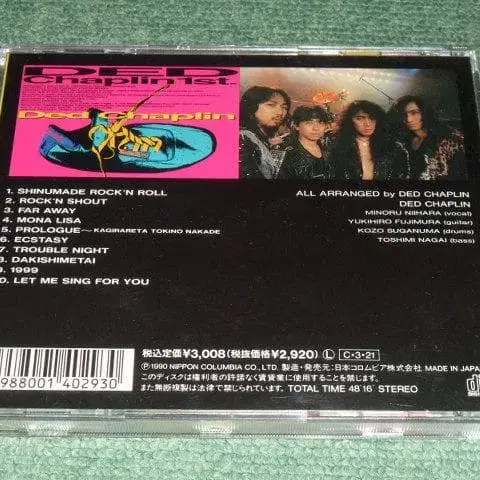 DED
Chaplin 1st.
Ded Chaplin
1. SHINUMADE ROCK'N ROLL
2. ROCK'N SHOUT
3. FAR AWAY
4. MONA LISA
5. PROLOGUE～KAGIRARETA TOKINO NAKADE
6. ECSTASY
7. TROUBLE NIGHT
8. DAKISHIMETAI
9. 1999
0. LET ME SING FOR YOU
ALL ARRANGED by DED CHAPLIN
DED CHAPLIN
MINORU NIIHARA (vocal)
YUKIHIRO FUJIMURA (guitar)
KOZO SUGANUMA (drums)
TOSHIMI NAGAI (bass)
税込定価¥3,008(税抜価格¥2,920) Ⓛ C·3·21
Ⓟ1990 NIPPON COLUMBIA CO., LTD. 製造・発売元:日本コロムビア株式会社 MADE IN JAPA
このディスクは権利者の許諾なく賃貸業に使用することを禁じます。
また無断複製は法律で禁じられています。 TOTAL TIME 48'16" STEREO
988001 402930